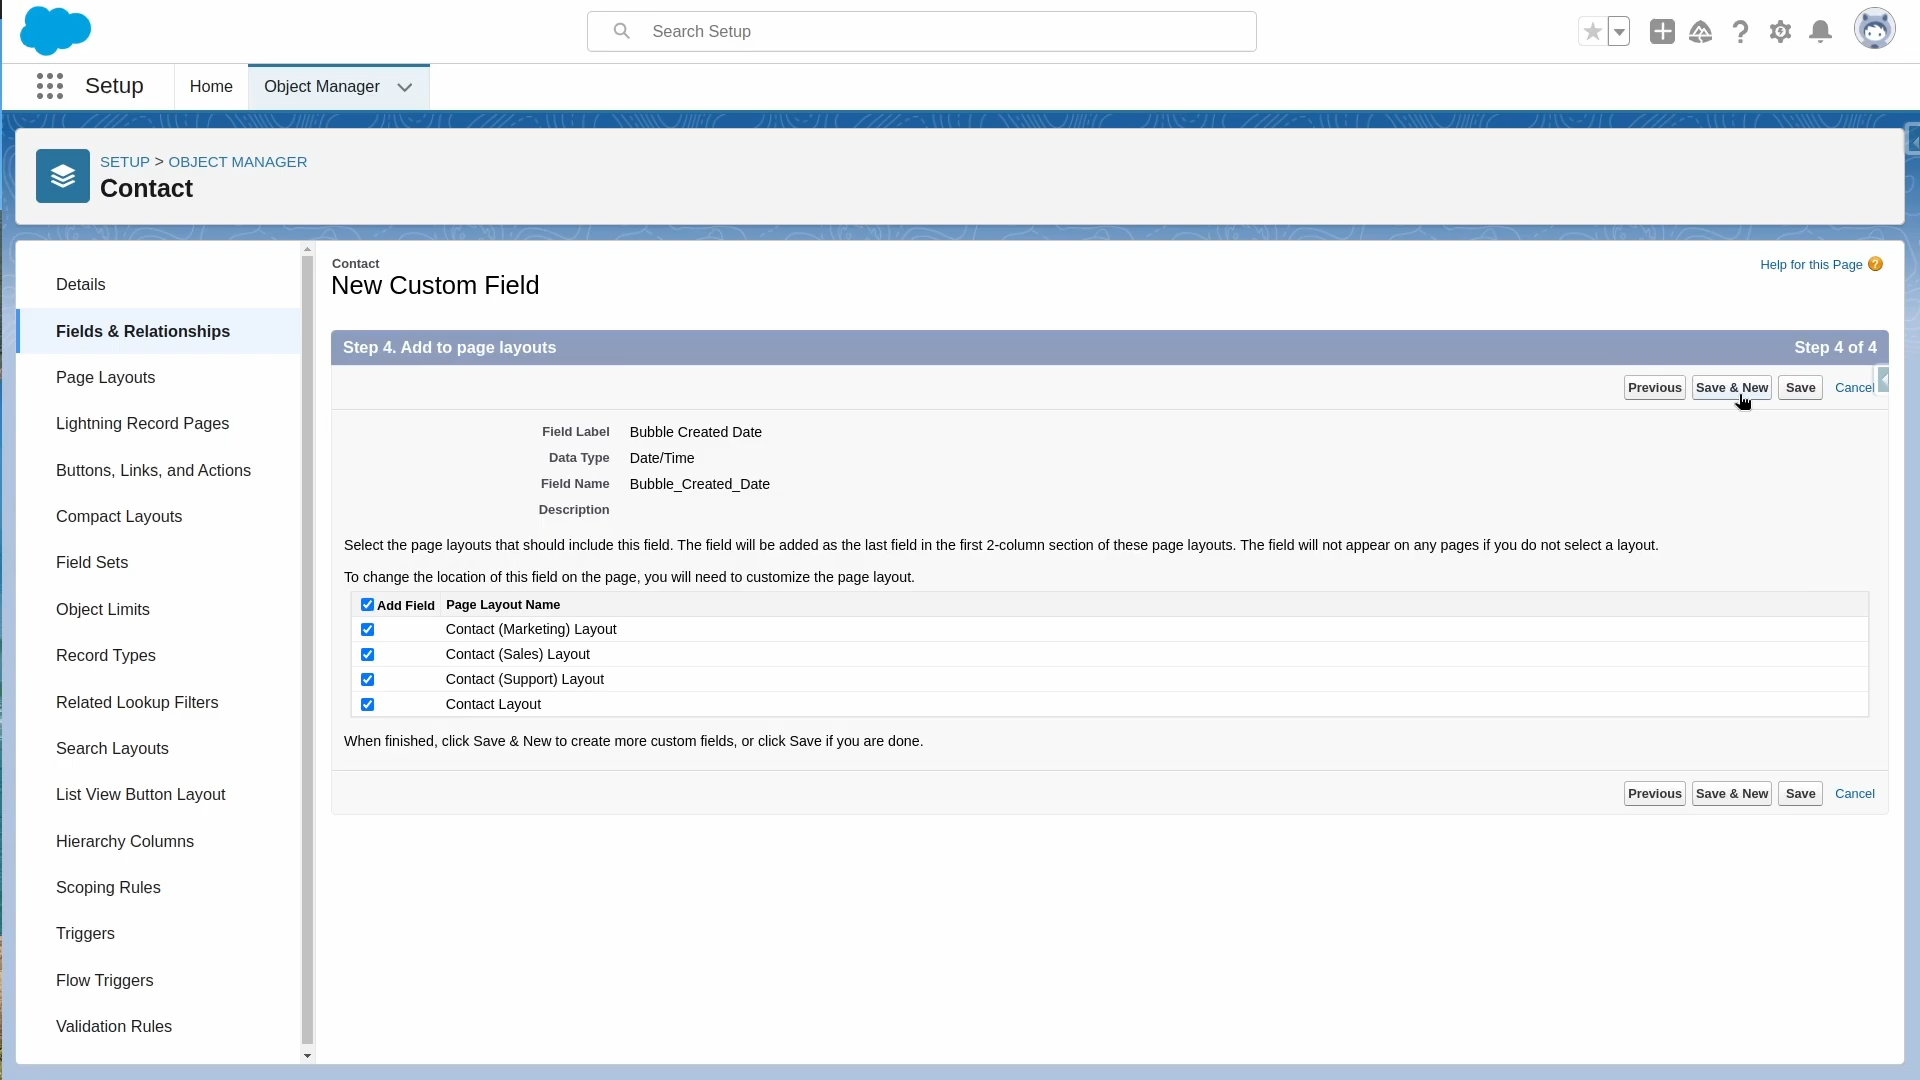 Search Setup
Setup
Home
Object Manager
SETUP > OBJECT MANAGER
Contact
Details
Fields & Relationships
Page Layouts
Lightning Record Pages
Buttons, Links, and Actions
Compact Layouts
Field Sets
Object Limits
Record Types
Related Lookup Filters
Search Layouts
List View Button Layout
Hierarchy Columns
Scoping Rules
Triggers
Flow Triggers
Validation Rules
Contact
New Custom Field
Help for this Page ?
Step 4. Add to page layouts
Step 4 of 4
Previous Save & New Save Cancel
Field Label Bubble Created Date
Data Type Date/Time
Field Name Bubble_Created_Date
Description
Select the page layouts that should include this field. The field will be added as the last field in the first 2-column section of these page layouts. The field will not appear on any pages if you do not select a layout.
To change the location of this field on the page, you will need to customize the page layout.
Add Field Page Layout Name
Contact (Marketing) Layout
Contact (Sales) Layout
Contact (Support) Layout
Contact Layout
When finished, click Save & New to create more custom fields, or click Save if you are done.
Previous Save & New Save Cancel